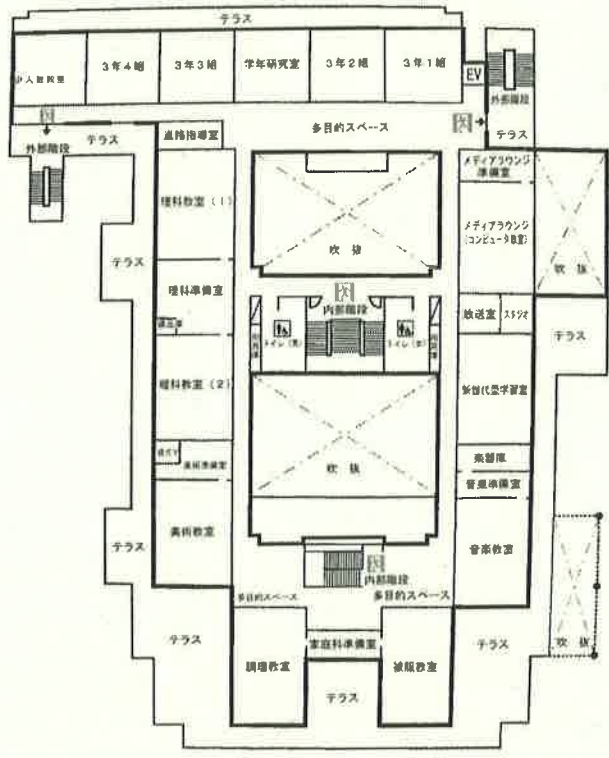 テラス
少人数教室
3年4組
3年3組
学年研究室
3年2組
3年1組
EV
外部階段
テラス
外部階段
テラス
進路指導室
多目的スペース
メディアラウンジ
準備室
理科教室(1)
吹 抜
メディアラウンジ
(コンピュータ教室)
吹 抜
テラス
理科準備室
内部階段
トイレ(男)
トイレ(女)
放送室
スタジオ
テラス
理科教室(2)
吹 抜
新世代型学習室
美術準備室
楽器庫
音楽準備室
美術教室
音楽教室
テラス
内部階段
多目的スペース
多目的スペース
吹 抜
テラス
調理教室
家庭科準備室
被服教室
テラス
テラス